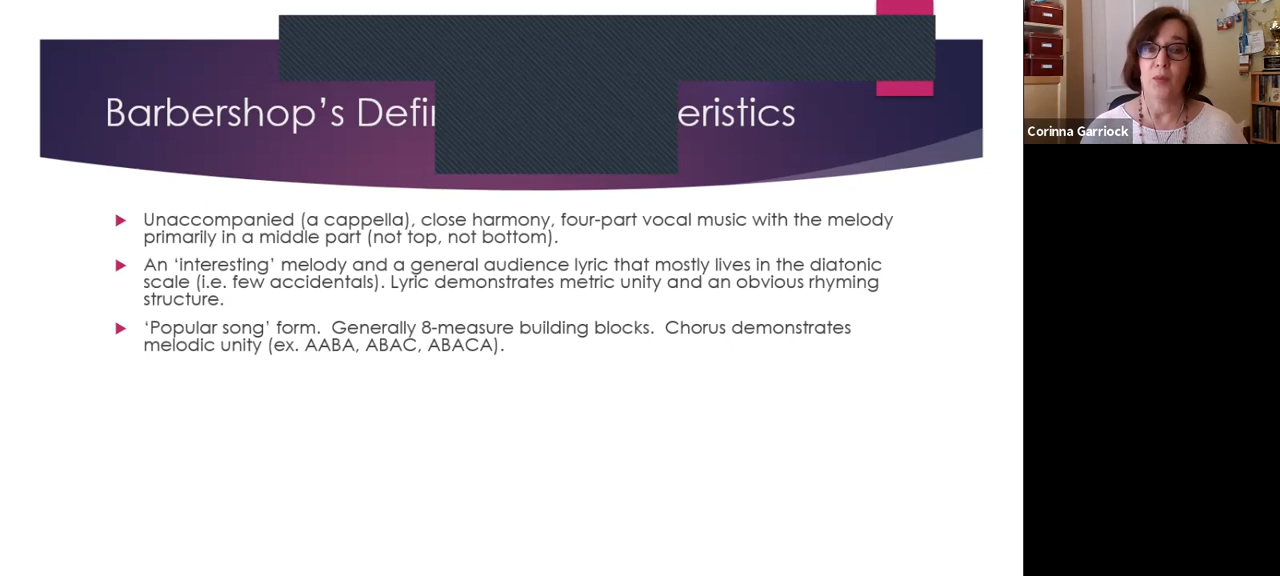 Barbershop’s Defin eristics
Unaccompanied (a cappella), close harmony, four-part vocal music with the melody
primarily in a middle part (not top, not bottom).
An ‘interesting’ melody and a general audience lyric that mostly lives in the diatonic
scale (i.e. few accidentals). Lyric demonstrates metric unity and an obvious rhyming
structure.
‘Popular song’ form. Generally 8-measure building blocks. Chorus demonstrates
melodic unity (ex. AABA, ABAC, ABACA).
Corinna Garriock